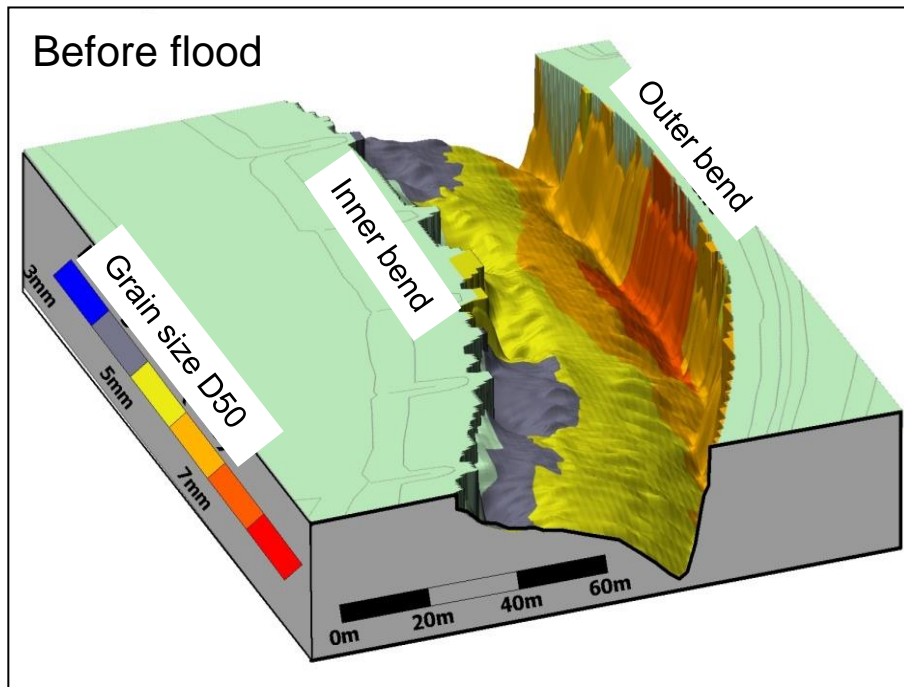 Before flood
Outer bend
Inner bend
Grain size D50
3mm
5mm
7mm
0m
20m
40m
60m